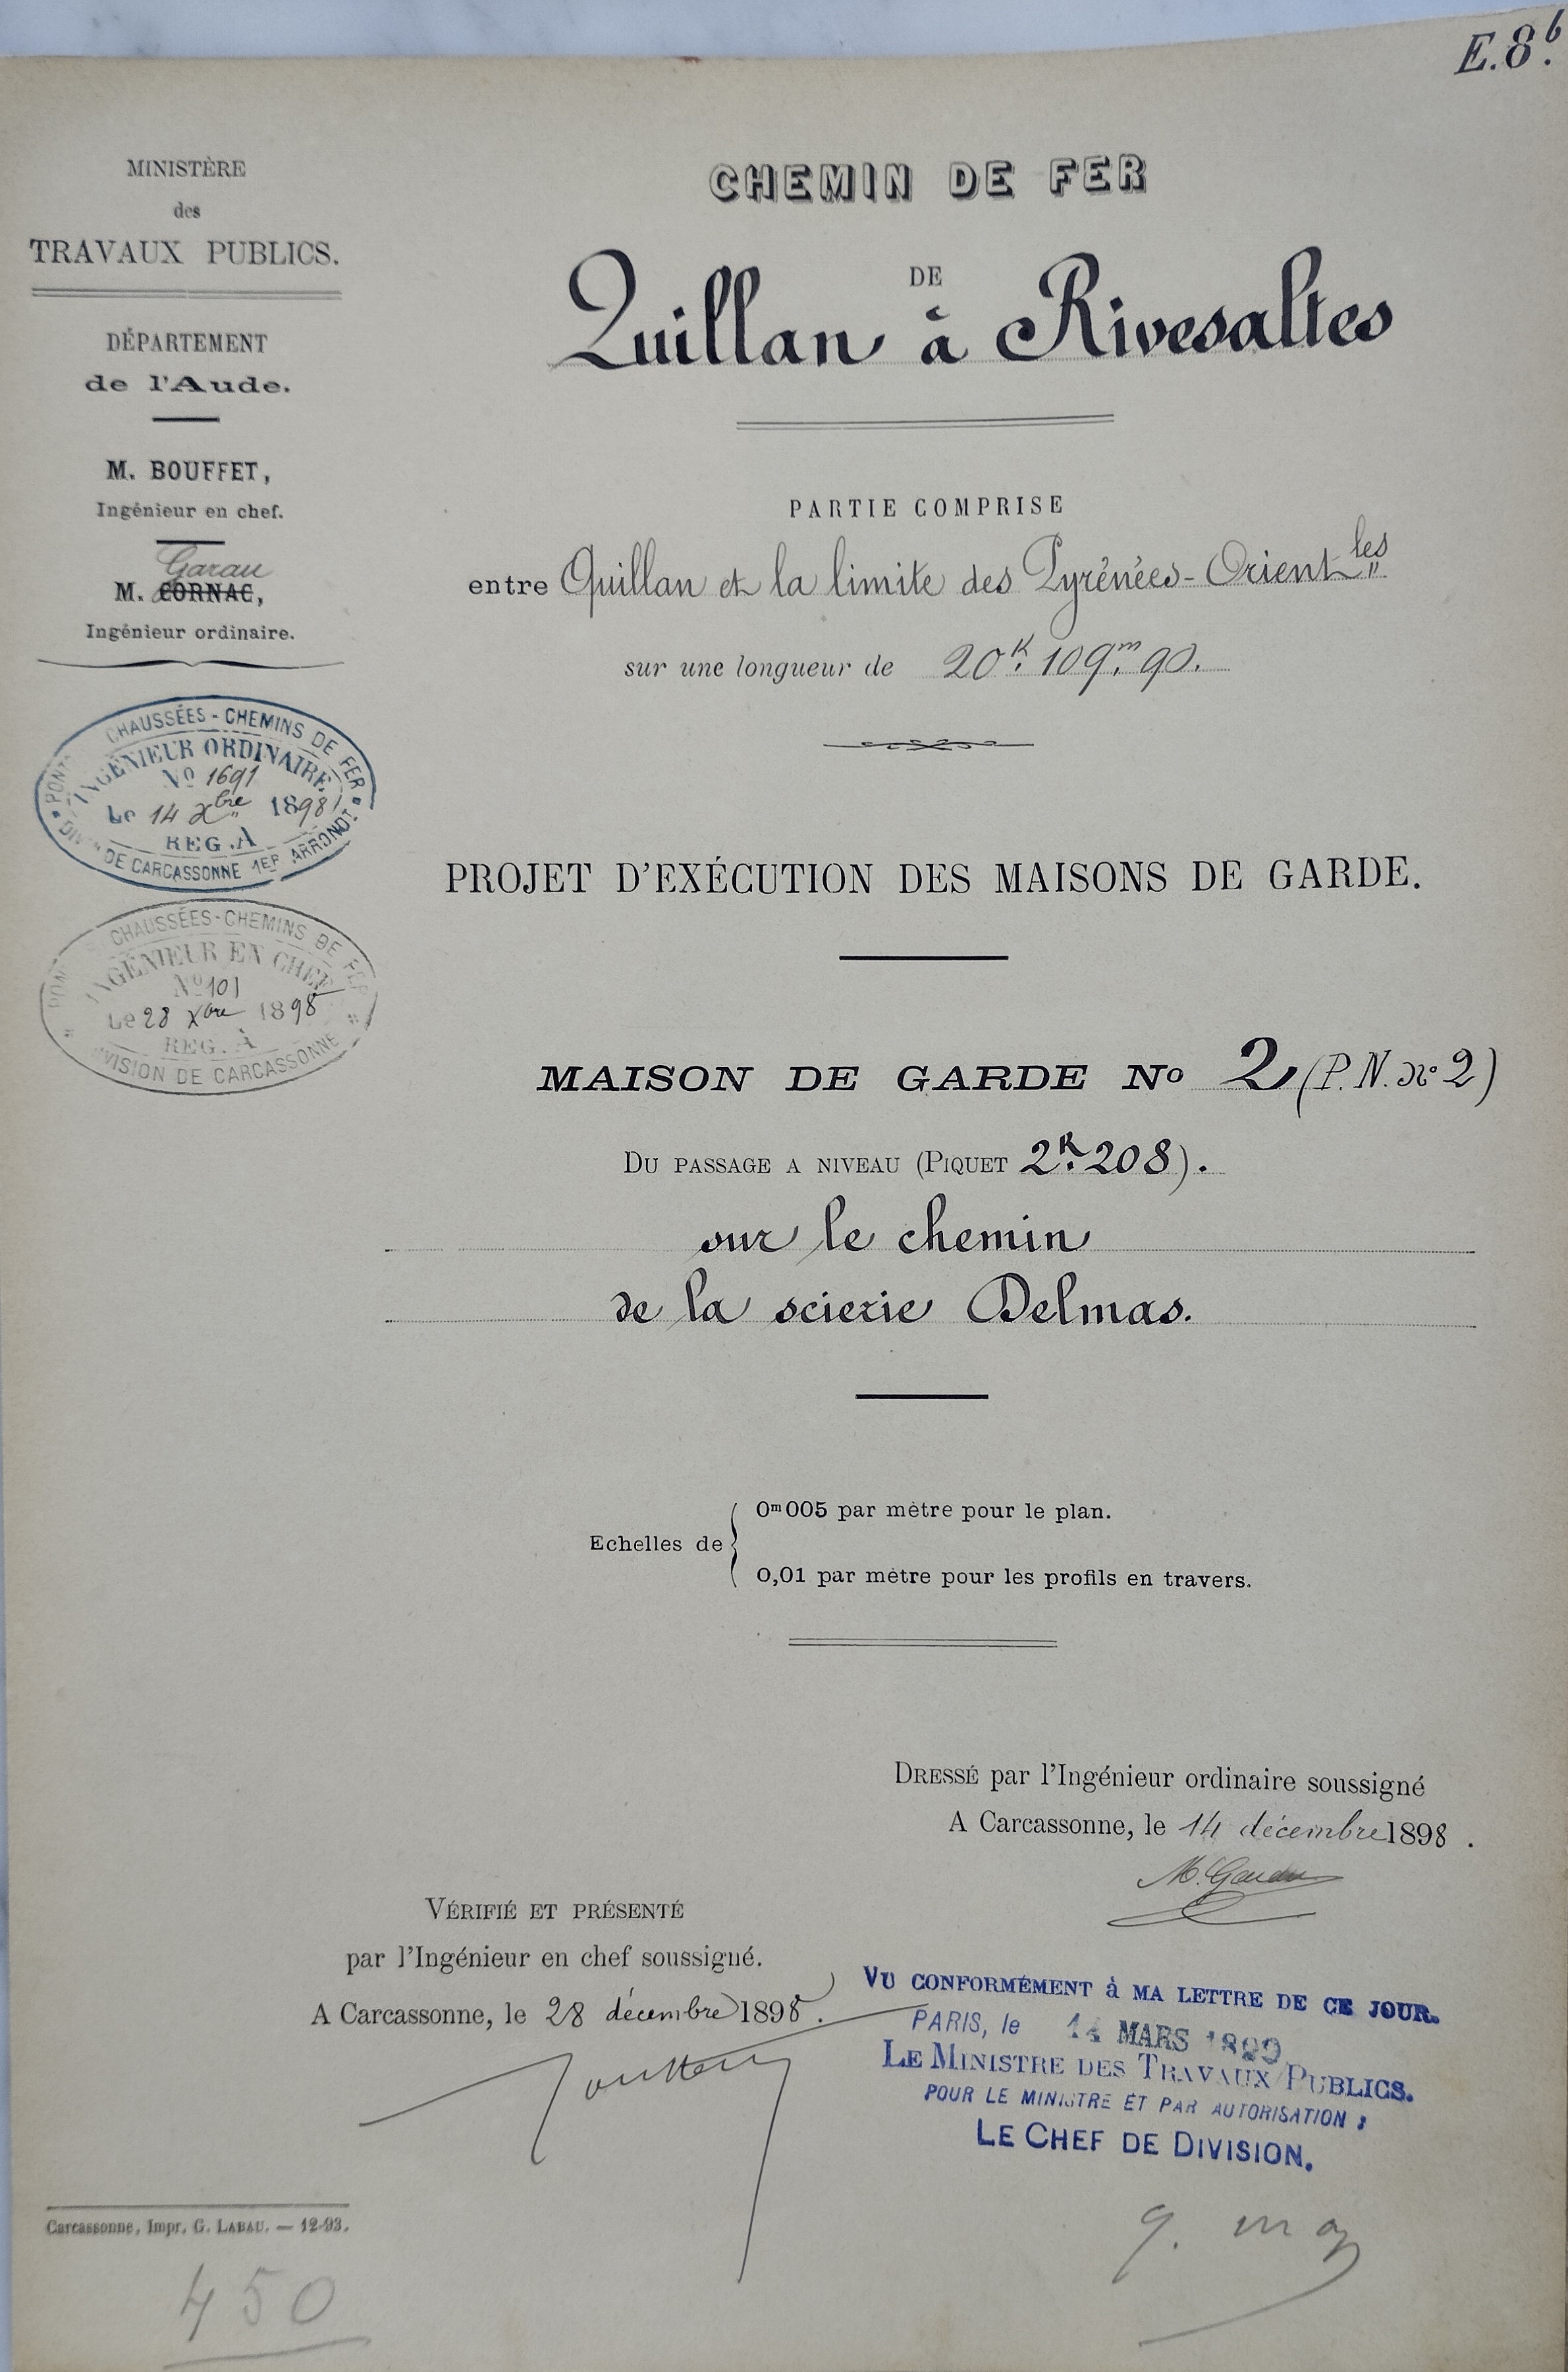 E.8b.
MINISTÈRE
des
TRAVAUX PUBLICS.
DÉPARTEMENT
de l'Aude.
M. BOUFFET,
Ingénieur en chef.
Garau
M. CORNAC,
Ingénieur ordinaire.
PONTS CHAUSSÉES - CHEMINS DE FER
INGÉNIEUR ORDINAIRE
No 1691
Le 14 Xbre 1898
REG. A
DIVon DE CARCASSONNE 1ER ARRONDT
CHAUSSÉES - CHEMINS DE FER
INGÉNIEUR EN CHEF
No 101
Le 28 Xbre 1898
REG. A
DIVISION DE CARCASSONNE
CHEMIN DE FER
DE
Quillan à Rivesaltes
PARTIE COMPRISE
entre Quillan et la limite des Pyrénées-Orientles
sur une longueur de 20K.109m.90.
PROJET D'EXÉCUTION DES MAISONS DE GARDE.
MAISON DE GARDE No 2 (P.N. no 2)
DU PASSAGE A NIVEAU (PIQUET 2K.208).
sur le chemin
de la scierie Delmas.
Echelles de
0m005 par mètre pour le plan.
0,01 par mètre pour les profils en travers.
DRESSÉ par l'Ingénieur ordinaire soussigné
A Carcassonne, le 14 décembre 1898.
M. Garau
VÉRIFIÉ ET PRÉSENTÉ
par l'Ingénieur en chef soussigné.
A Carcassonne, le 28 décembre 1898.
VU CONFORMÉMENT à MA LETTRE DE CE JOUR.
PARIS, le 14 MARS 1899
LE MINISTRE DES TRAVAUX PUBLICS.
POUR LE MINISTRE ET PAR AUTORISATION :
LE CHEF DE DIVISION.
Carcassonne, Impr. G. LABAU. — 12-93.
450